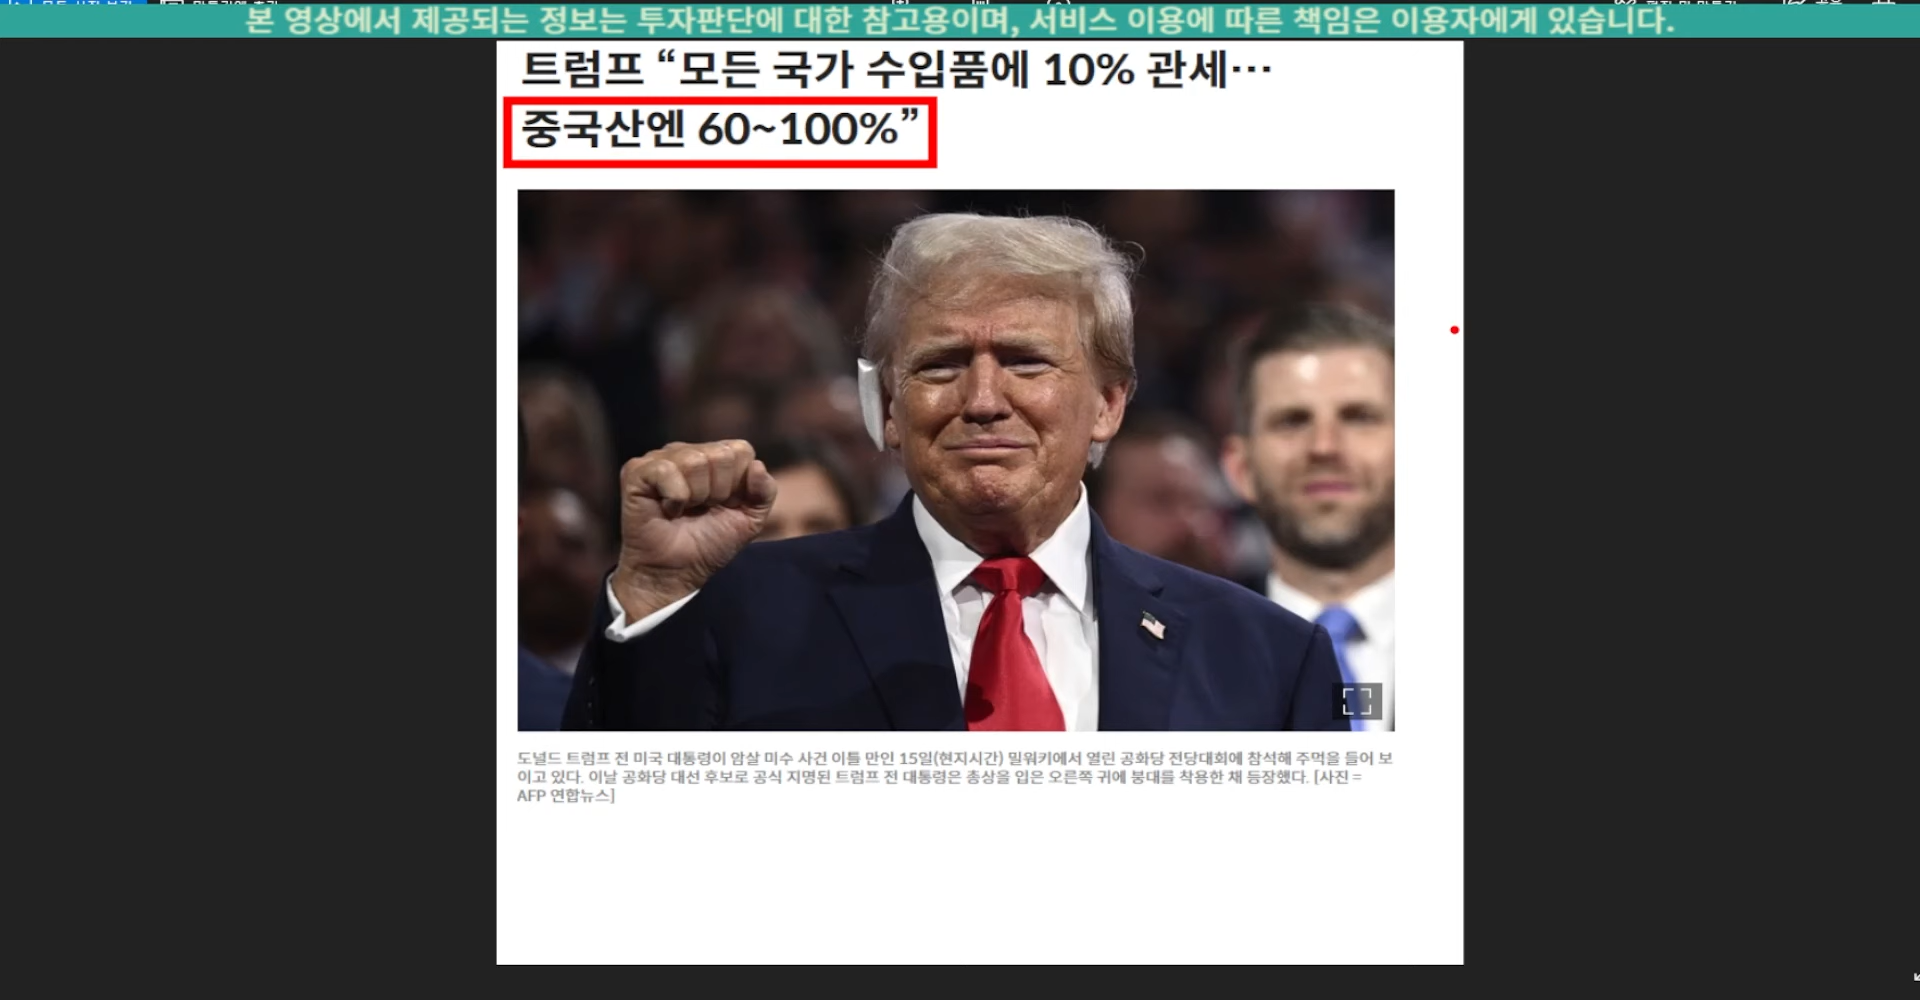 본 영상에서 제공되는 정보는 투자판단에 대한 참고용이며, 서비스 이용에 따른 책임은 이용자에게 있습니다.
트럼프 “모든 국가 수입품에 10% 관세…
중국산엔 60~100%”
도널드 트럼프 전 미국 대통령이 암살 미수 사건 이틀 만인 15일(현지시간) 밀워키에서 열린 공화당 전당대회에 참석해 주먹을 들어 보
이고 있다. 이날 공화당 대선 후보로 공식 지명된 트럼프 전 대통령은 총상을 입은 오른쪽 귀에 붕대를 착용한 채 등장했다. [사진 =
AFP 연합뉴스]